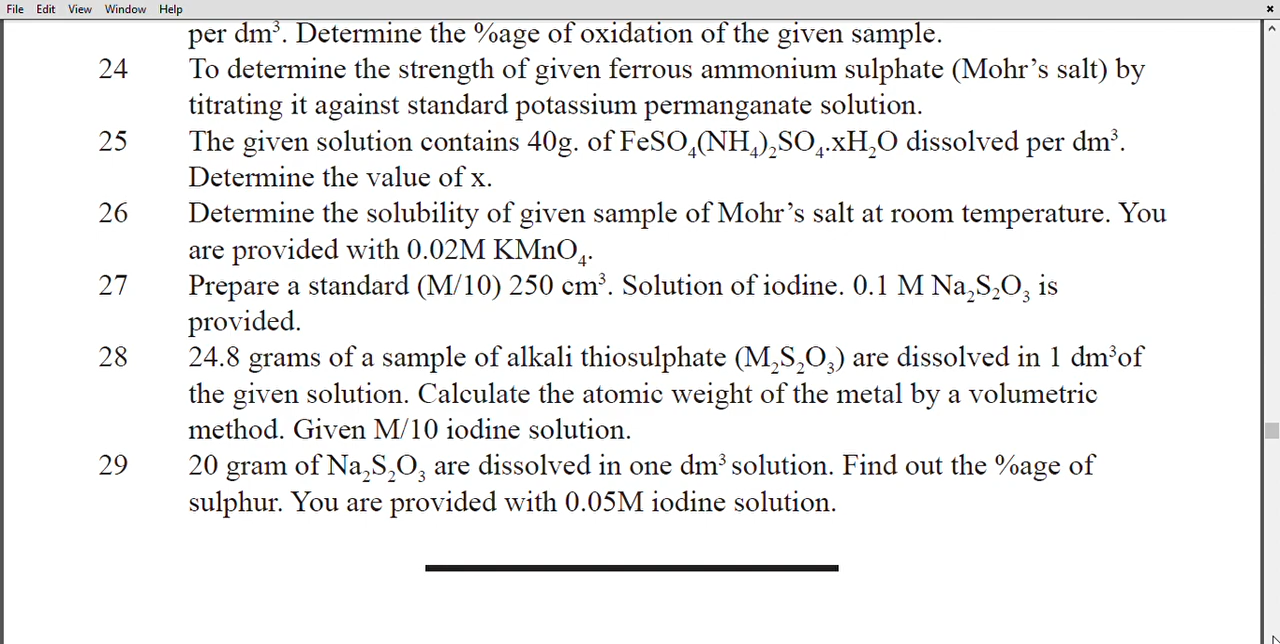 File Edit View Window Help
per dm³. Determine the %age of oxidation of the given sample.
24 To determine the strength of given ferrous ammonium sulphate (Mohr’s salt) by
titrating it against standard potassium permanganate solution.
25 The given solution contains 40g. of FeSO₄(NH₄)₂SO₄.xH₂O dissolved per dm³.
Determine the value of x.
26 Determine the solubility of given sample of Mohr’s salt at room temperature. You
are provided with 0.02M KMnO₄.
27 Prepare a standard (M/10) 250 cm³. Solution of iodine. 0.1 M Na₂S₂O₃ is
provided.
28 24.8 grams of a sample of alkali thiosulphate (M₂S₂O₃) are dissolved in 1 dm³of
the given solution. Calculate the atomic weight of the metal by a volumetric
method. Given M/10 iodine solution.
29 20 gram of Na₂S₂O₃ are dissolved in one dm³ solution. Find out the %age of
sulphur. You are provided with 0.05M iodine solution.